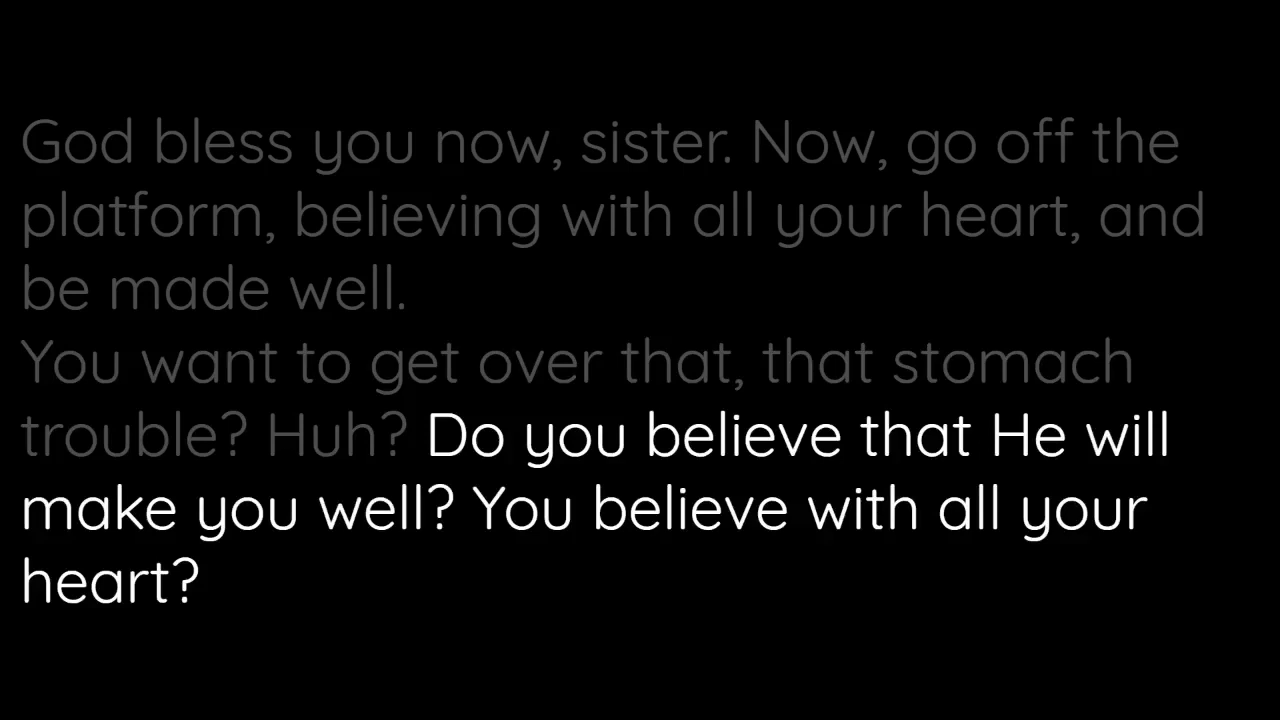 God bless you now, sister. Now, go off the
platform, believing with all your heart, and
be made well.
You want to get over that, that stomach
trouble? Huh? Do you believe that He will
make you well? You believe with all your
heart?